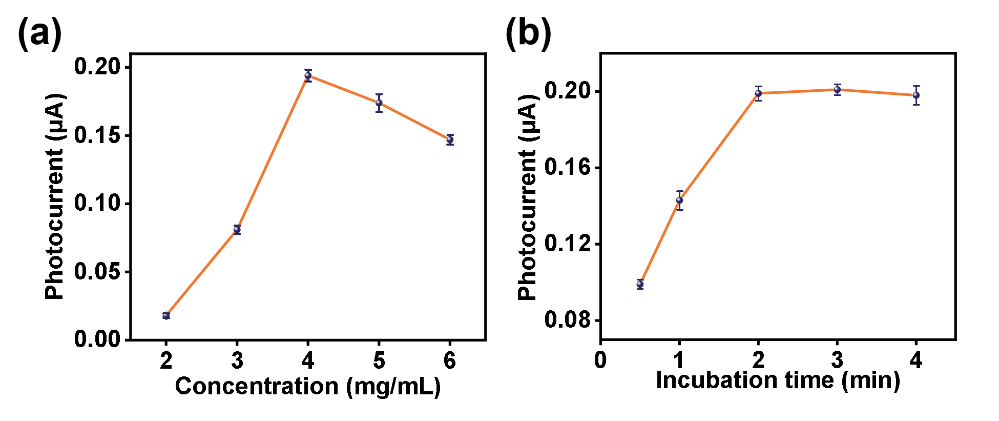 (a)
Photocurrent (μA)
0.20
0.15
0.10
0.05
0.00
2 3 4 5 6
Concentration (mg/mL)
(b)
Photocurrent (μA)
0.20
0.16
0.12
0.08
0 1 2 3 4
Incubation time (min)